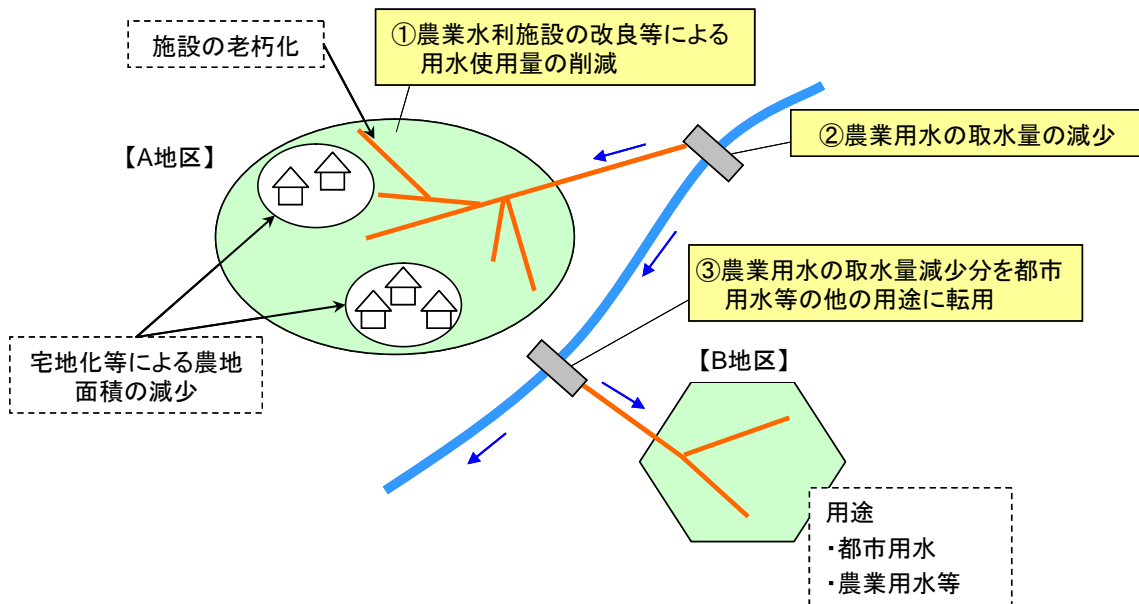 施設の老朽化
①農業水利施設の改良等による
用水使用量の削減
【A地区】
②農業用水の取水量の減少
③農業用水の取水量減少分を都市
用水等の他の用途に転用
宅地化等による農地
面積の減少
【B地区】
用途
・都市用水
・農業用水等